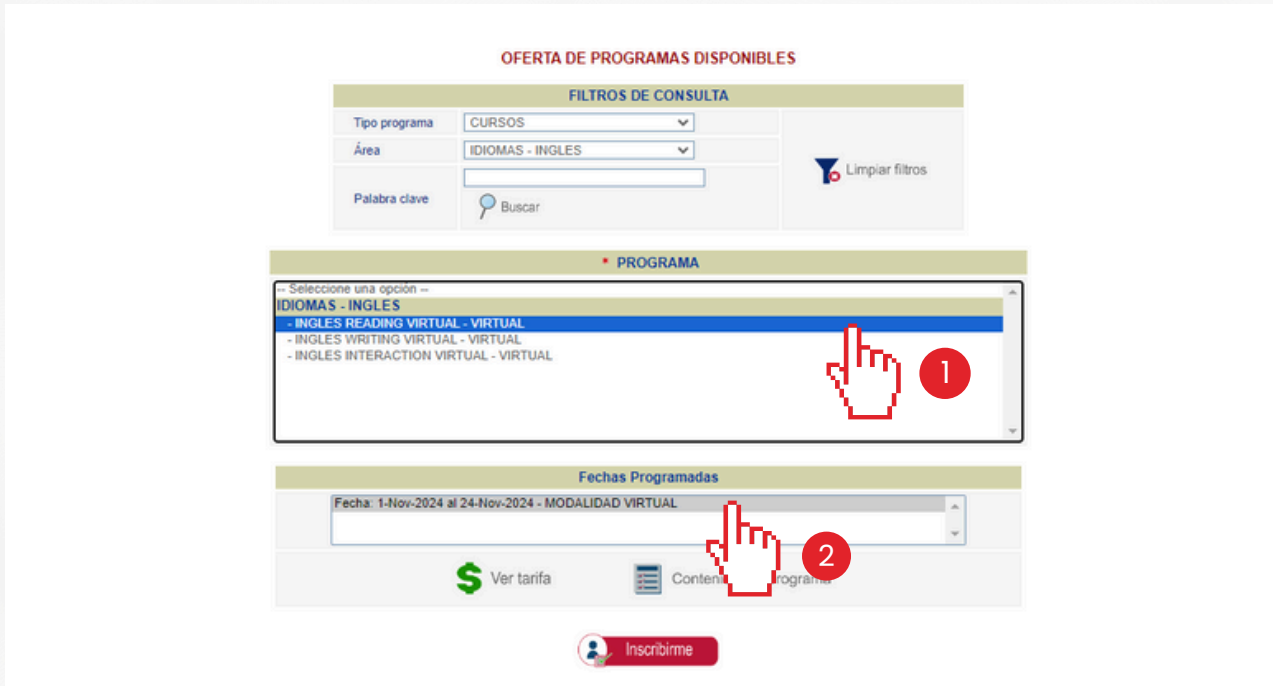 OFERTA DE PROGRAMAS DISPONIBLES
FILTROS DE CONSULTA
Tipo programa CURSOS
Área IDIOMAS - INGLES
Limpiar filtros
Palabra clave
Buscar
* PROGRAMA
-- Seleccione una opción --
IDIOMAS - INGLES
- INGLES READING VIRTUAL - VIRTUAL
- INGLES WRITING VIRTUAL - VIRTUAL
- INGLES INTERACTION VIRTUAL - VIRTUAL
1
Fechas Programadas
Fecha: 1-Nov-2024 al 24-Nov-2024 - MODALIDAD VIRTUAL
2
Ver tarifa
Inscribirme